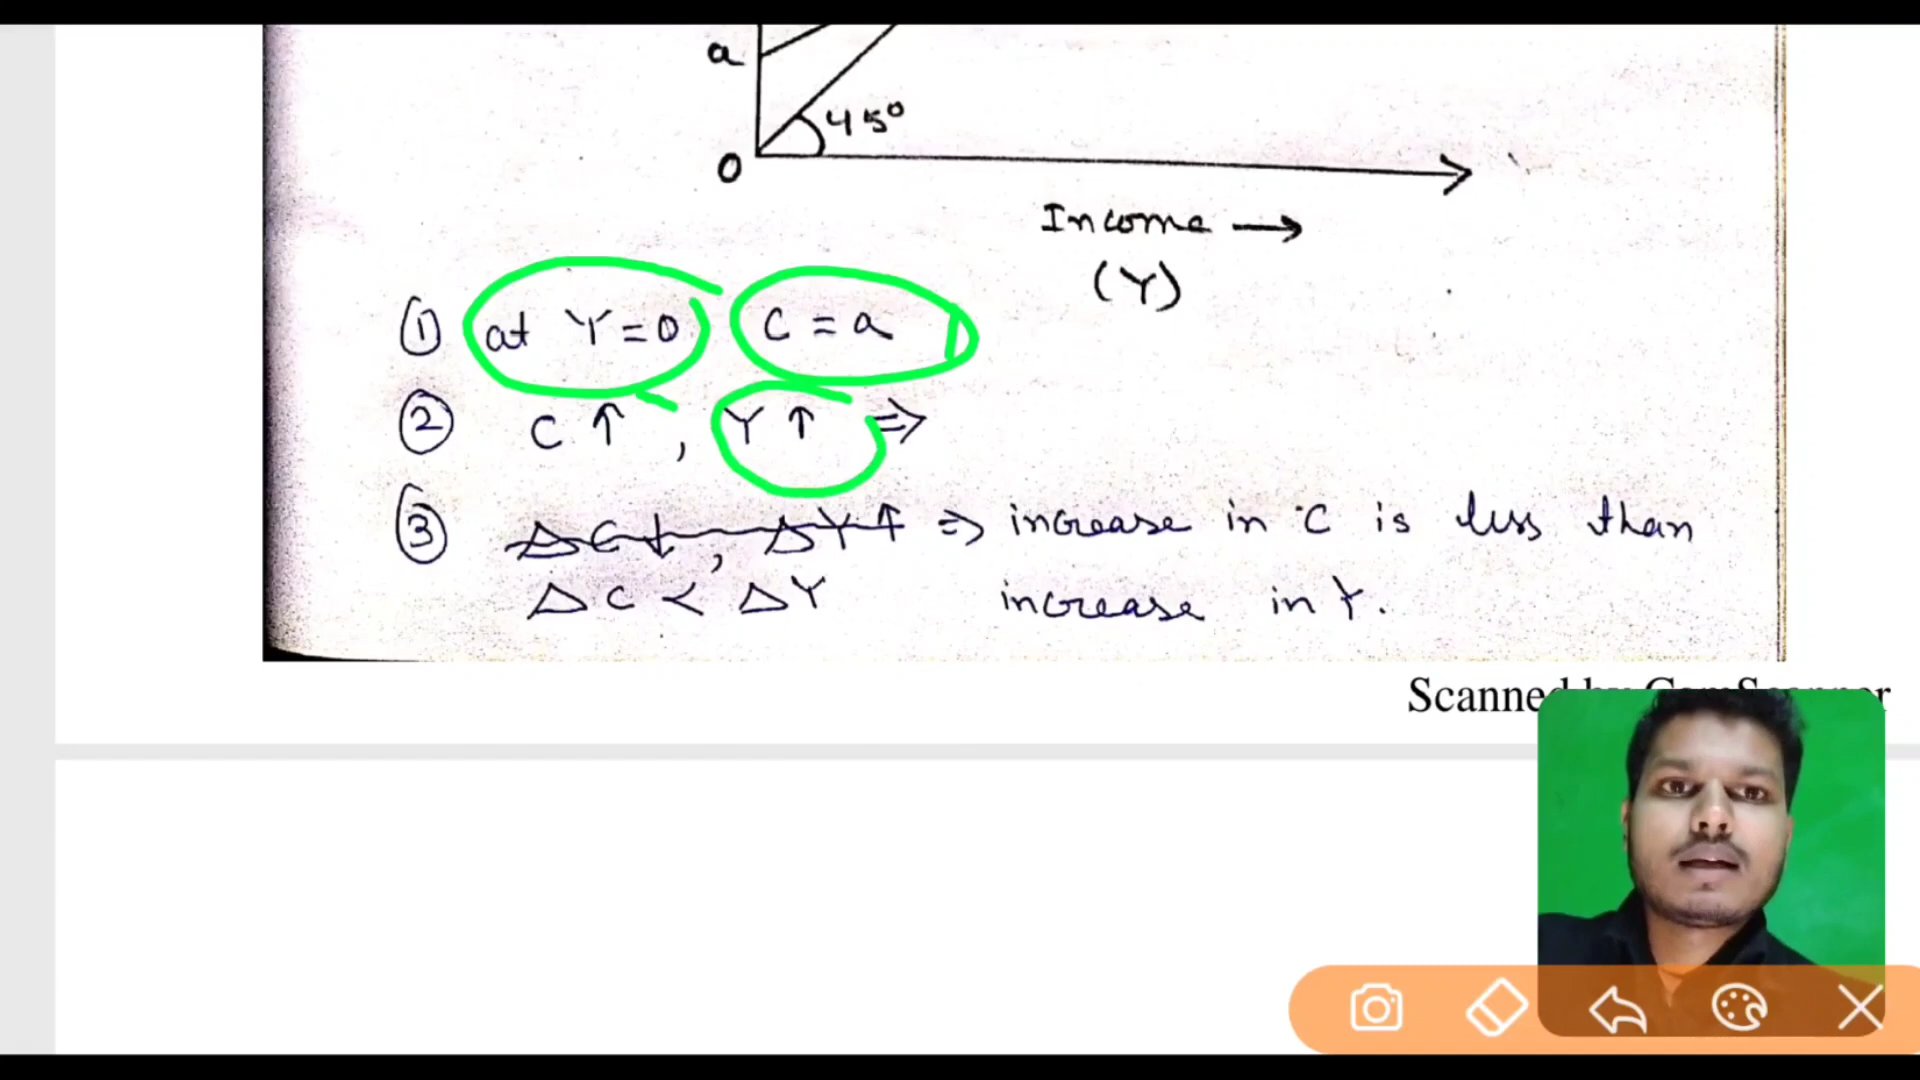 a
45°
0
Income →
(Y)
① at Y = 0 C = a
② C ↑ , Y ↑ ⇒
③ ΔC ↓ , ΔY ↑ ⇒ increase in C is less than
ΔC < ΔY increase in Y.
Scanned by CamScanner